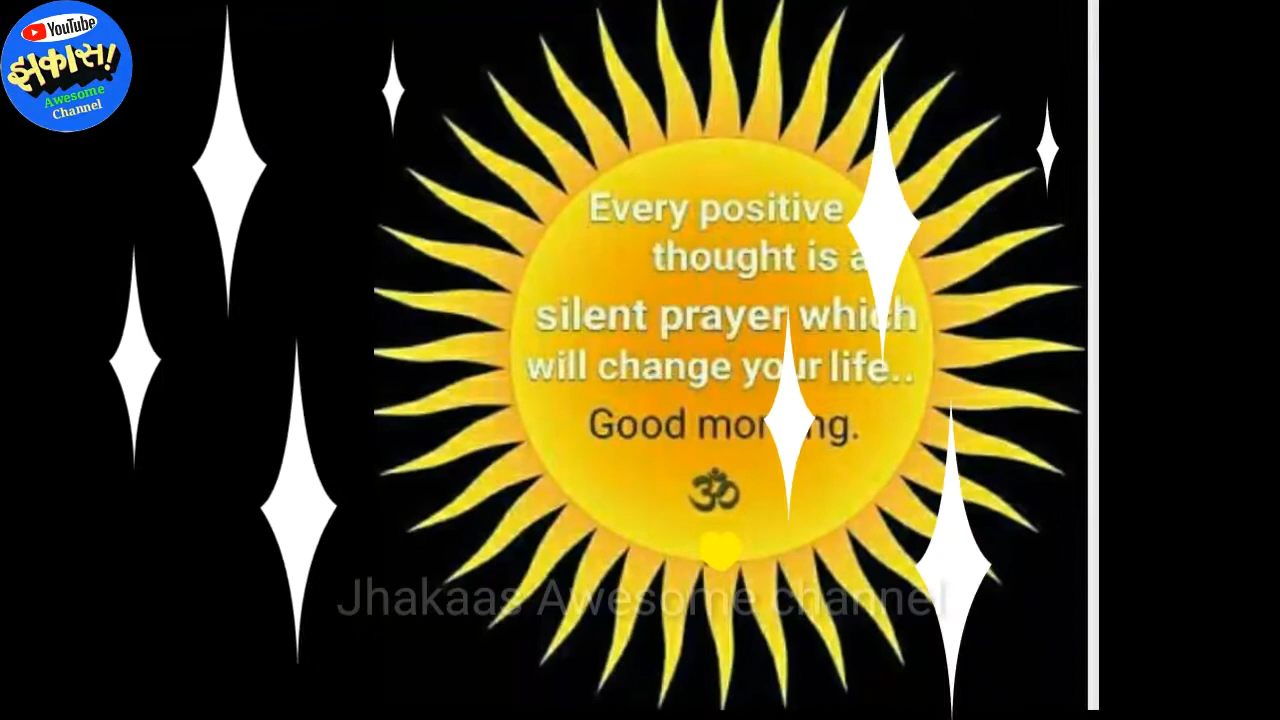 YouTube
झकास!
Awesome
Channel
Every positive
thought is a
silent prayer which
will change your life..
Good morning.
ॐ
Jhakaas Awesome channel